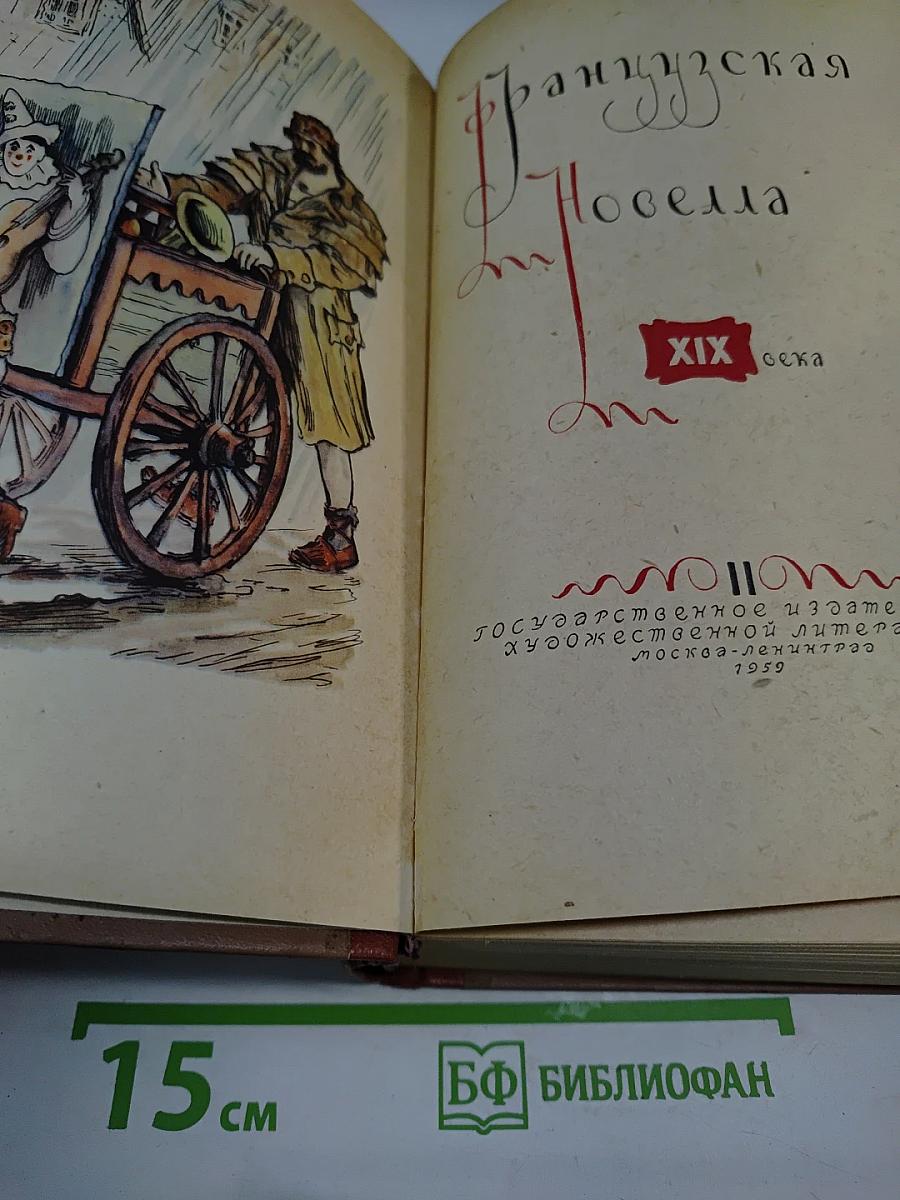 Французская
Новелла
XIX века
II
ГОСУДАРСТВЕННОЕ ИЗДАТЕ
ХУДОЖЕСТВЕННОЙ ЛИТЕРА
МОСКВА-ЛЕНИНГРАД
1959
15 см
БФ БИБЛИОФАН